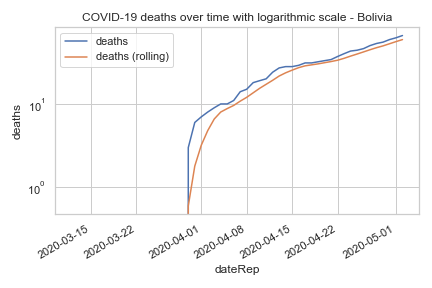 COVID-19 deaths over time with logarithmic scale - Bolivia
deaths
deaths (rolling)
10¹
10⁰
deaths
2020-03-15
2020-03-22
2020-04-01
2020-04-08
2020-04-15
2020-04-22
2020-05-01
dateRep